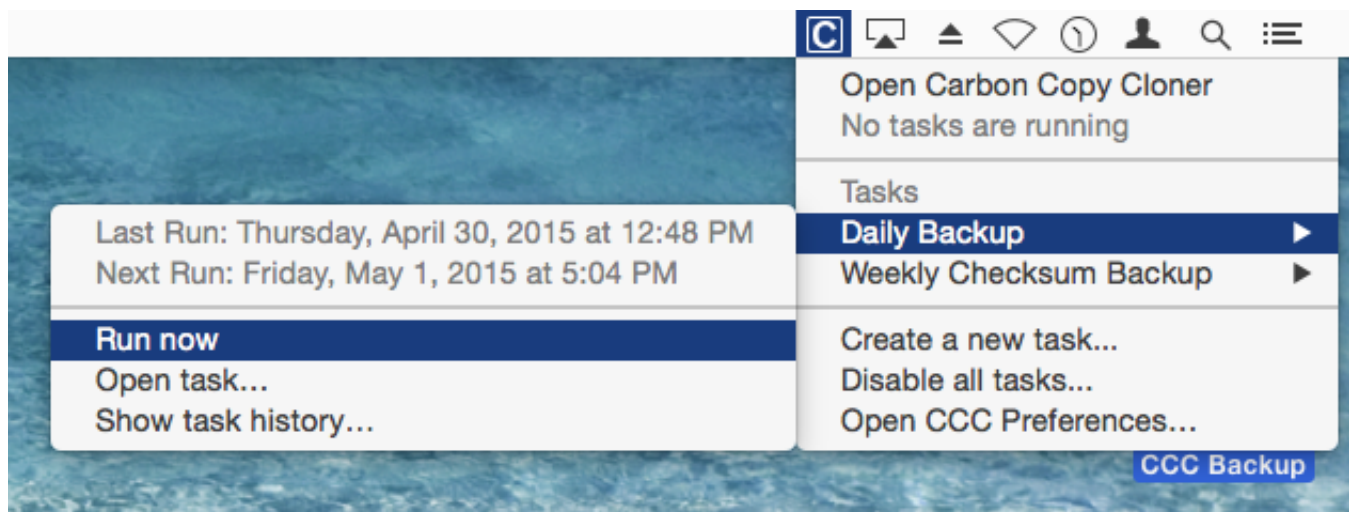 C
Open Carbon Copy Cloner
No tasks are running
Tasks
Daily Backup
Weekly Checksum Backup
Create a new task...
Disable all tasks...
Open CCC Preferences...
Last Run: Thursday, April 30, 2015 at 12:48 PM
Next Run: Friday, May 1, 2015 at 5:04 PM
Run now
Open task...
Show task history...
CCC Backup